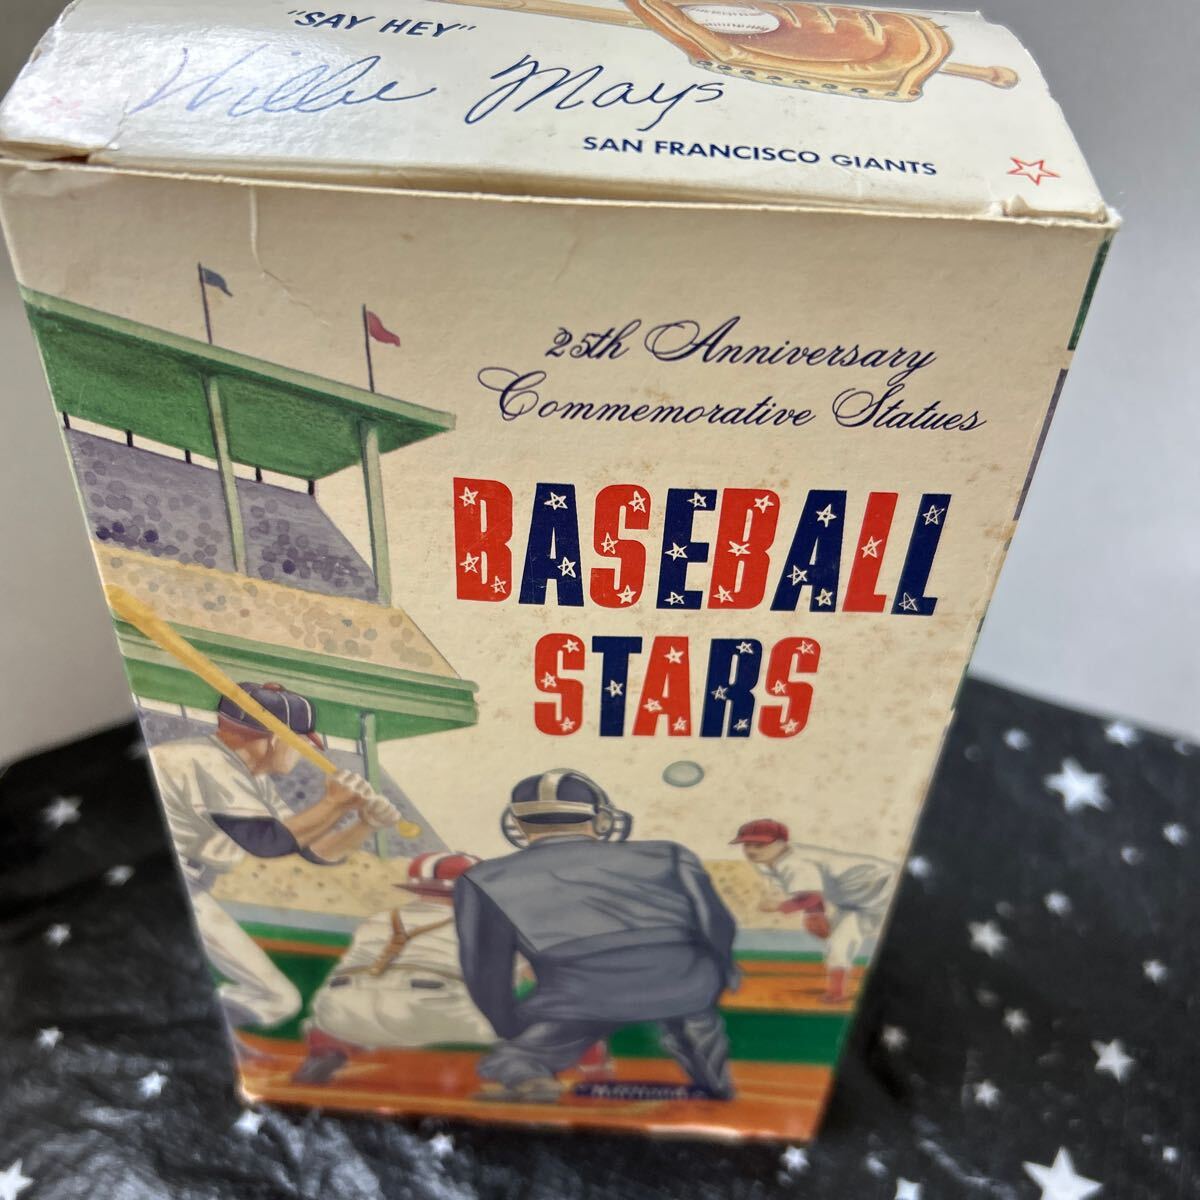 "SAY HEY"
Willie Mays
SAN FRANCISCO GIANTS
25th Anniversary
Commemorative Statues
BASEBALL
STARS